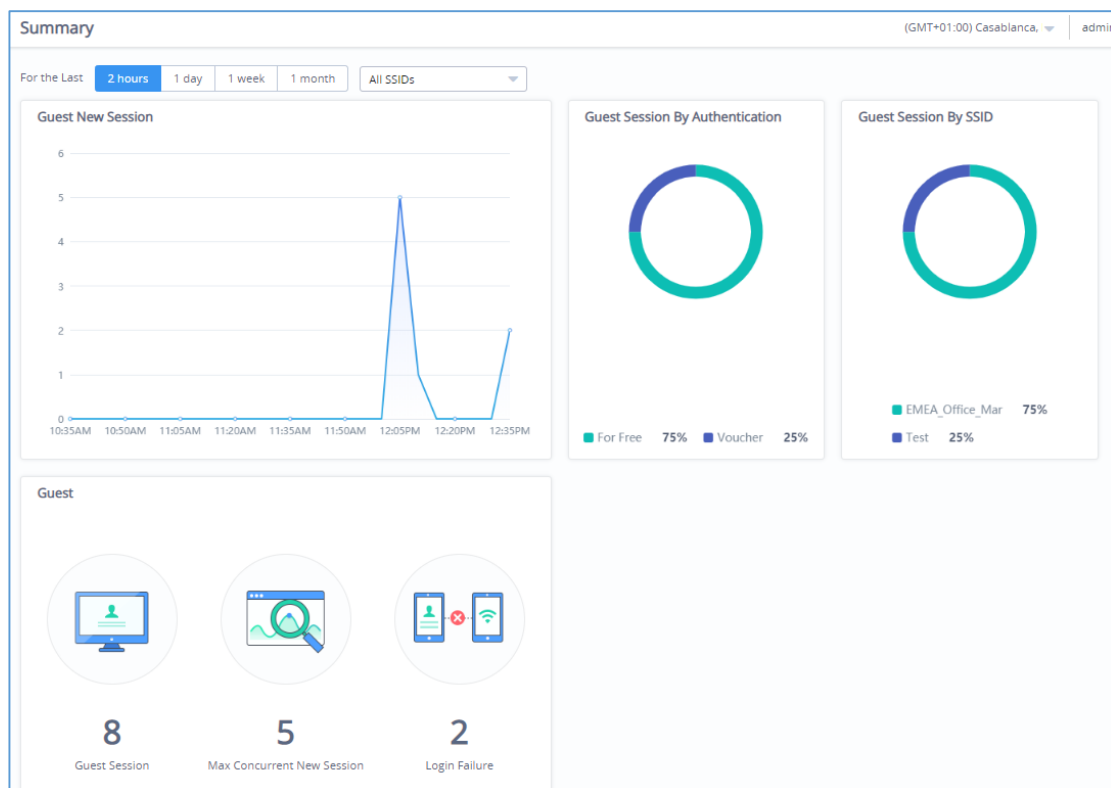 Summary
(GMT+01:00) Casablanca,
admin
For the Last
2 hours
1 day
1 week
1 month
All SSIDs
Guest New Session
6
5
4
3
2
1
0
10:35AM 10:50AM 11:05AM 11:20AM 11:35AM 11:50AM 12:05PM 12:20PM 12:35PM
Guest Session By Authentication
For Free 75% Voucher 25%
Guest Session By SSID
EMEA_Office_Mar 75%
Test 25%
Guest
8
Guest Session
5
Max Concurrent New Session
2
Login Failure